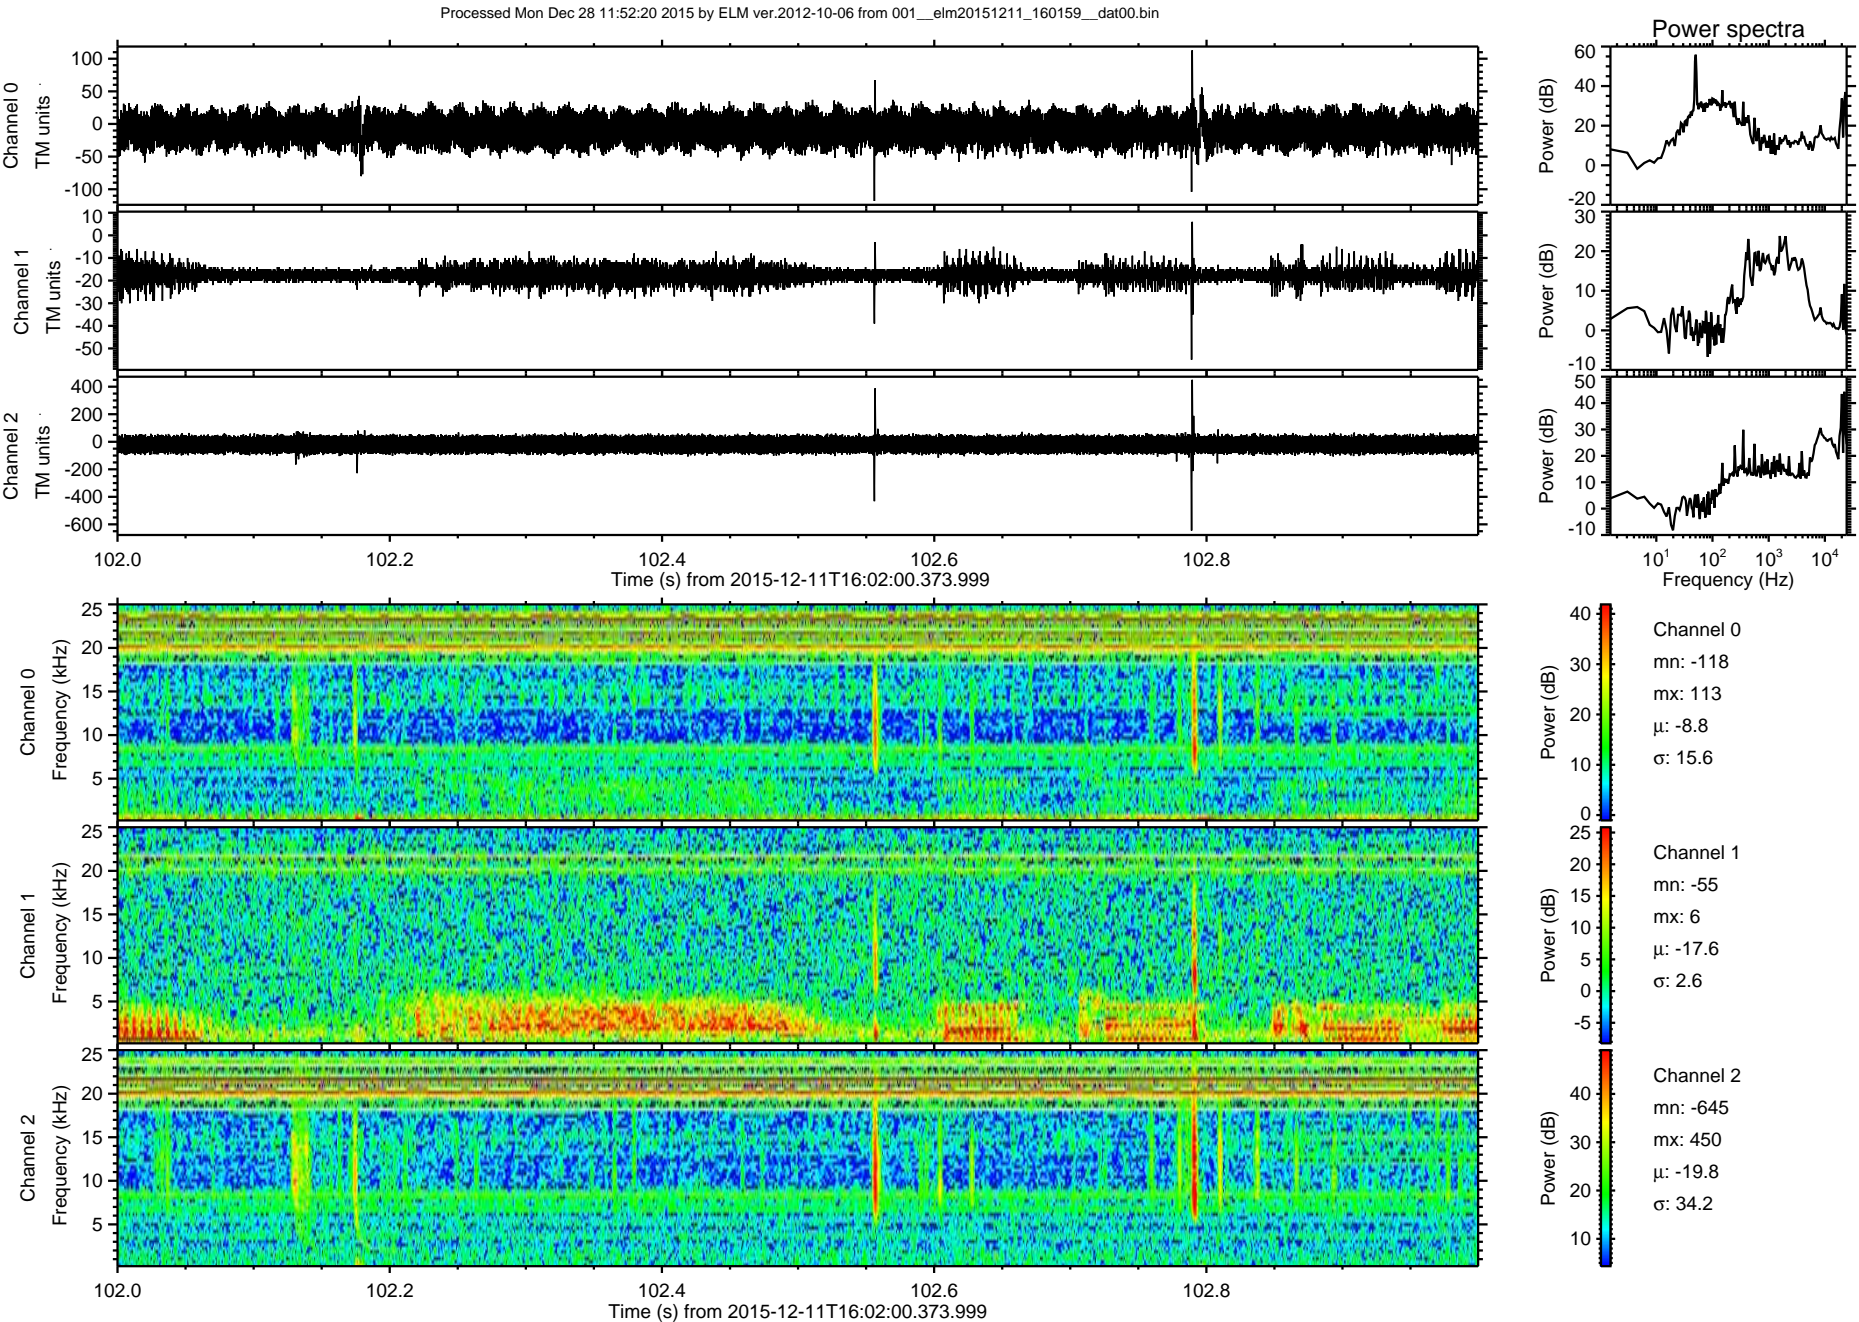 Processed Mon Dec 28 11:52:20 2015 by ELM ver.2012-10-06 from 001__elm20151211_160159__dat00.bin
Power spectra
Channel 0
TM units
100
50
0
-50
-100
Power (dB)
60
40
20
0
-20
Channel 1
TM units
10
0
-10
-20
-30
-40
-50
Power (dB)
30
20
10
0
-10
Channel 2
TM units
400
200
0
-200
-400
-600
Power (dB)
50
40
30
20
10
0
-10
102.0 102.2 102.4 102.6 102.8
Time (s) from 2015-12-11T16:02:00.373.999
10^1 10^2 10^3 10^4
Frequency (Hz)
Channel 0
Frequency (kHz)
25
20
15
10
5
Power (dB)
40
30
20
10
0
Channel 0
mn: -118
mx: 113
μ: -8.8
σ: 15.6
Channel 1
Frequency (kHz)
25
20
15
10
5
Power (dB)
25
20
15
10
5
0
-5
Channel 1
mn: -55
mx: 6
μ: -17.6
σ: 2.6
Channel 2
Frequency (kHz)
25
20
15
10
5
Power (dB)
40
30
20
10
Channel 2
mn: -645
mx: 450
μ: -19.8
σ: 34.2
102.0 102.2 102.4 102.6 102.8
Time (s) from 2015-12-11T16:02:00.373.999